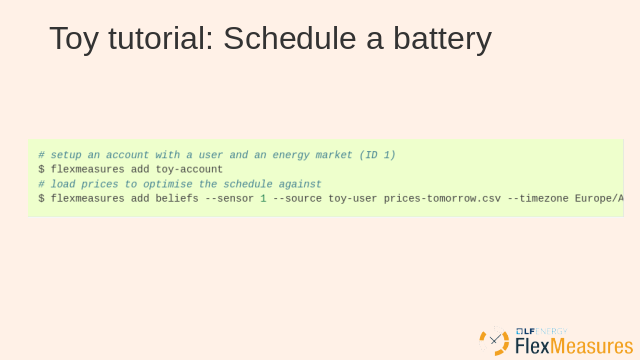 Toy tutorial: Schedule a battery
# setup an account with a user and an energy market (ID 1)
$ flexmeasures add toy-account
# load prices to optimise the schedule against
$ flexmeasures add beliefs --sensor 1 --source toy-user prices-tomorrow.csv --timezone Europe/A
LFENERGY
FlexMeasures